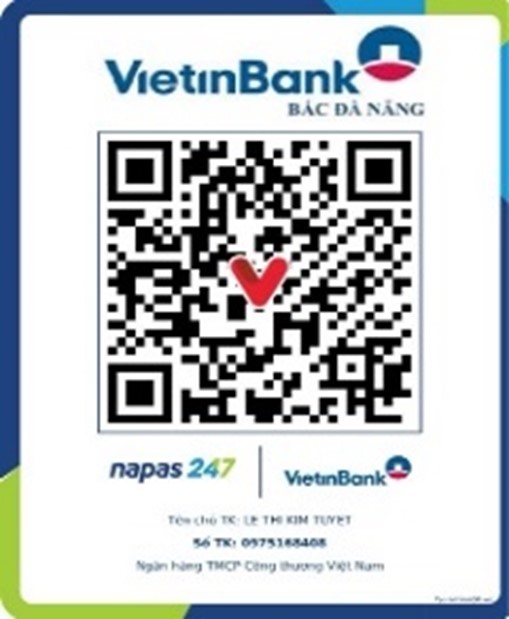 VietinBank
BẮC ĐÀ NẴNG
napas 247
VietinBank
Tên chủ TK: LE THI KIM TUYET
Số TK: 0975168408
Ngân hàng TMCP Công thương Việt Nam